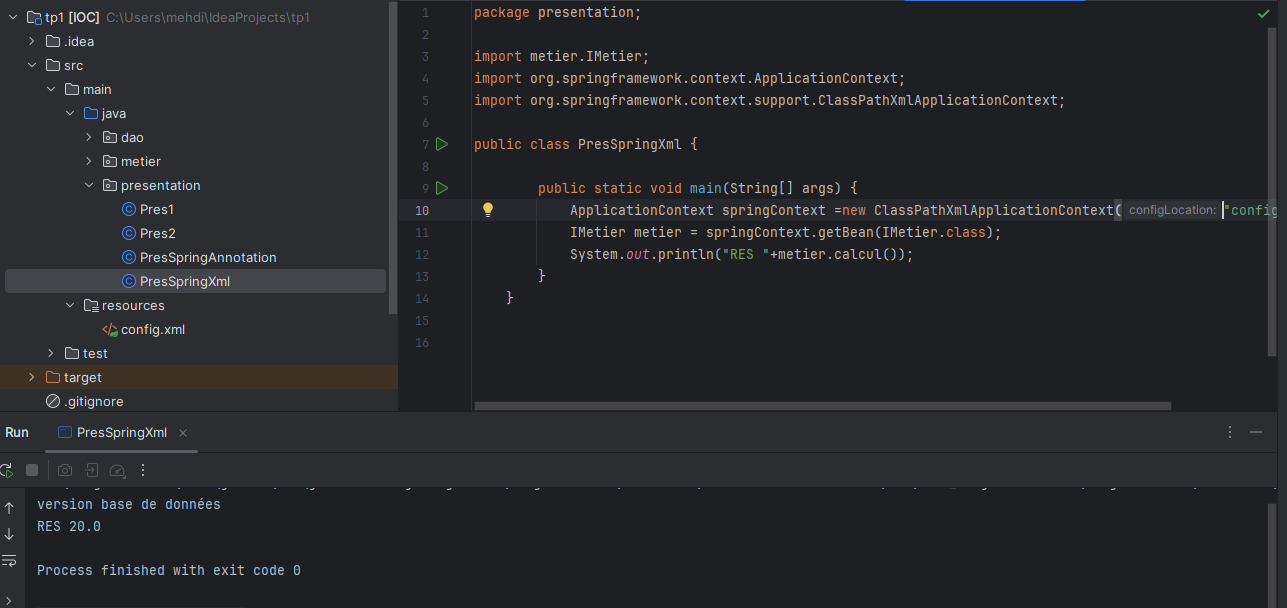 tp1 [IOC] C:\Users\mehdi\IdeaProjects\tp1
.idea
src
main
java
dao
metier
presentation
Pres1
Pres2
PresSpringAnnotation
PresSpringXml
resources
config.xml
test
target
.gitignore
1 package presentation;
2
3 import metier.IMetier;
4 import org.springframework.context.ApplicationContext;
5 import org.springframework.context.support.ClassPathXmlApplicationContext;
6
7 public class PresSpringXml {
8
9 public static void main(String[] args) {
10 ApplicationContext springContext =new ClassPathXmlApplicationContext( configLocation: "config
11 IMetier metier = springContext.getBean(IMetier.class);
12 System.out.println("RES "+metier.calcul());
13 }
14 }
15
16
Run PresSpringXml
version base de données
RES 20.0
Process finished with exit code 0